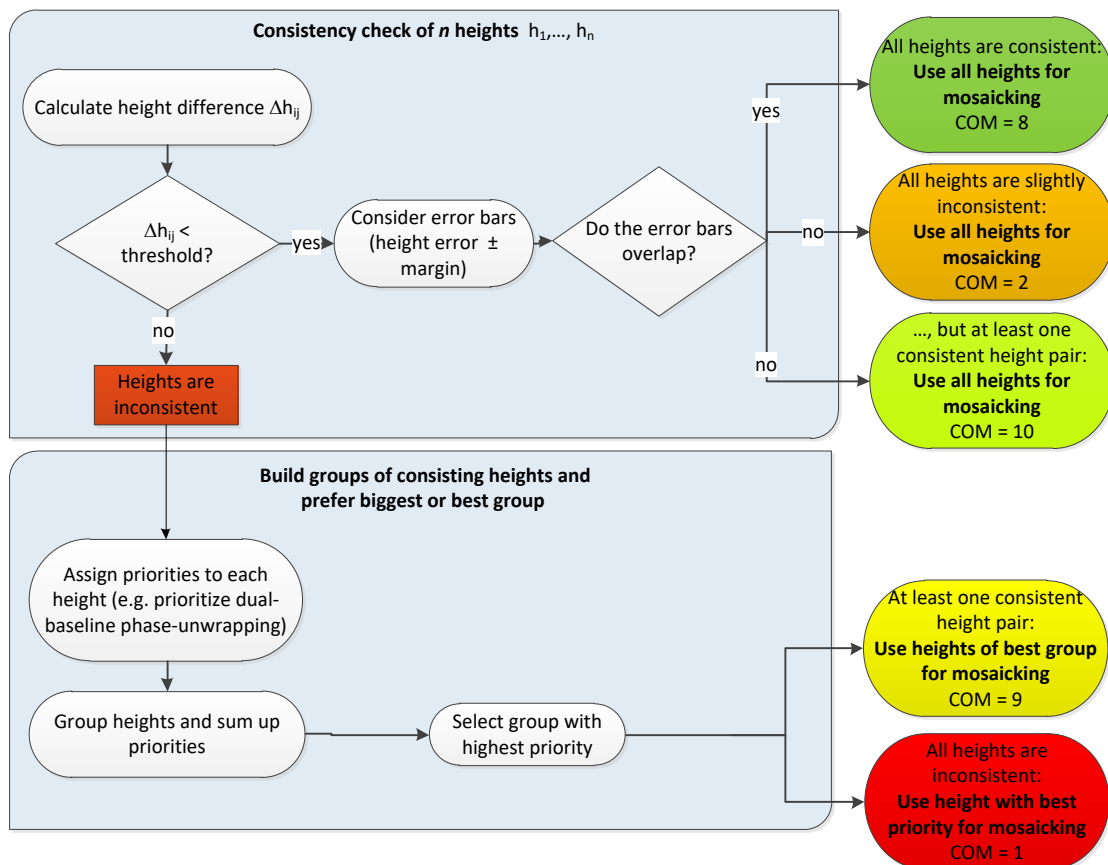 Consistency check of n heights h1,..., hn
Calculate height difference Δhij
Δhij <
threshold?
yes
Consider error bars
(height error ±
margin)
Do the error bars
overlap?
yes
no
no
no
Heights are
inconsistent
All heights are consistent:
Use all heights for
mosaicking
COM = 8
All heights are slightly
inconsistent:
Use all heights for
mosaicking
COM = 2
..., but at least one
consistent height pair:
Use all heights for
mosaicking
COM = 10
Build groups of consisting heights and
prefer biggest or best group
Assign priorities to each
height (e.g. prioritize dual-
baseline phase-unwrapping)
Group heights and sum up
priorities
Select group with
highest priority
At least one consistent
height pair:
Use heights of best group
for mosaicking
COM = 9
All heights are
inconsistent:
Use height with best
priority for mosaicking
COM = 1